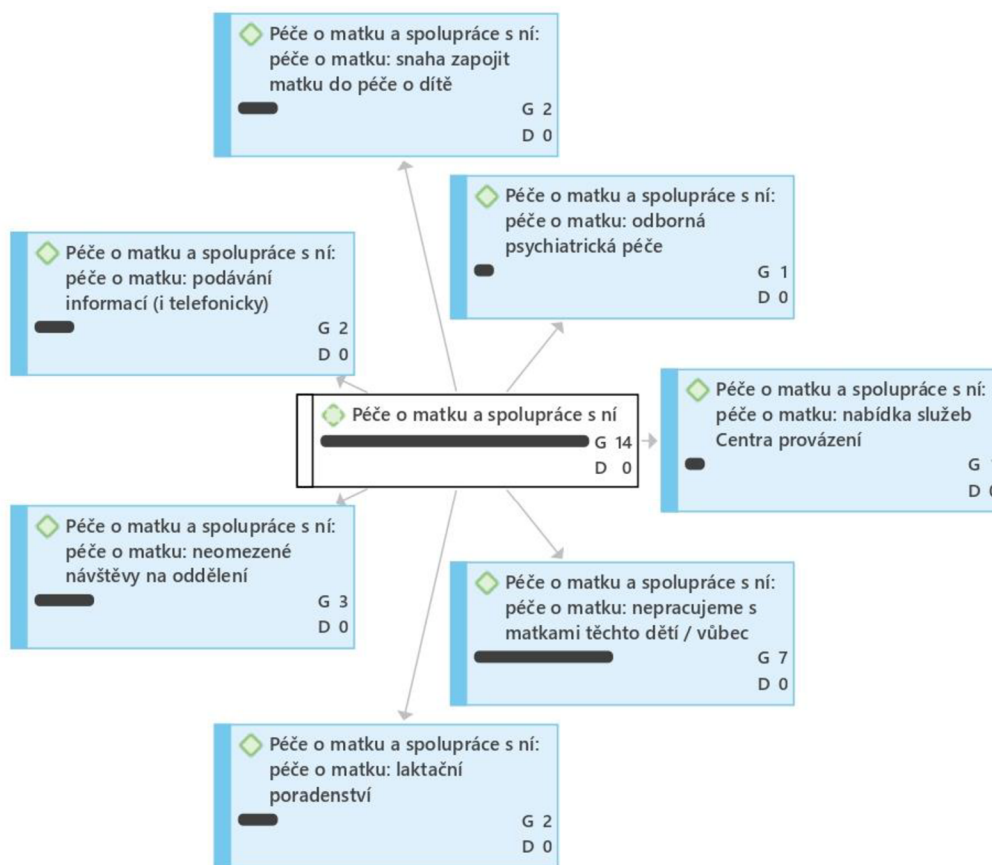 Péče o matku a spolupráce s ní:
péče o matku: snaha zapojit
matku do péče o dítě
G 2
D 0
Péče o matku a spolupráce s ní:
péče o matku: odborná
psychiatrická péče
G 1
D 0
Péče o matku a spolupráce s ní:
péče o matku: podávání
informací (i telefonicky)
G 2
D 0
Péče o matku a spolupráce s ní
G 14
D 0
Péče o matku a spolupráce s ní:
péče o matku: nabídka služeb
Centra provázení
G
D
Péče o matku a spolupráce s ní:
péče o matku: neomezené
návštěvy na oddělení
G 3
D 0
Péče o matku a spolupráce s ní:
péče o matku: nepracujeme s
matkami těchto dětí / vůbec
G 7
D 0
Péče o matku a spolupráce s ní:
péče o matku: laktační
poradenství
G 2
D 0